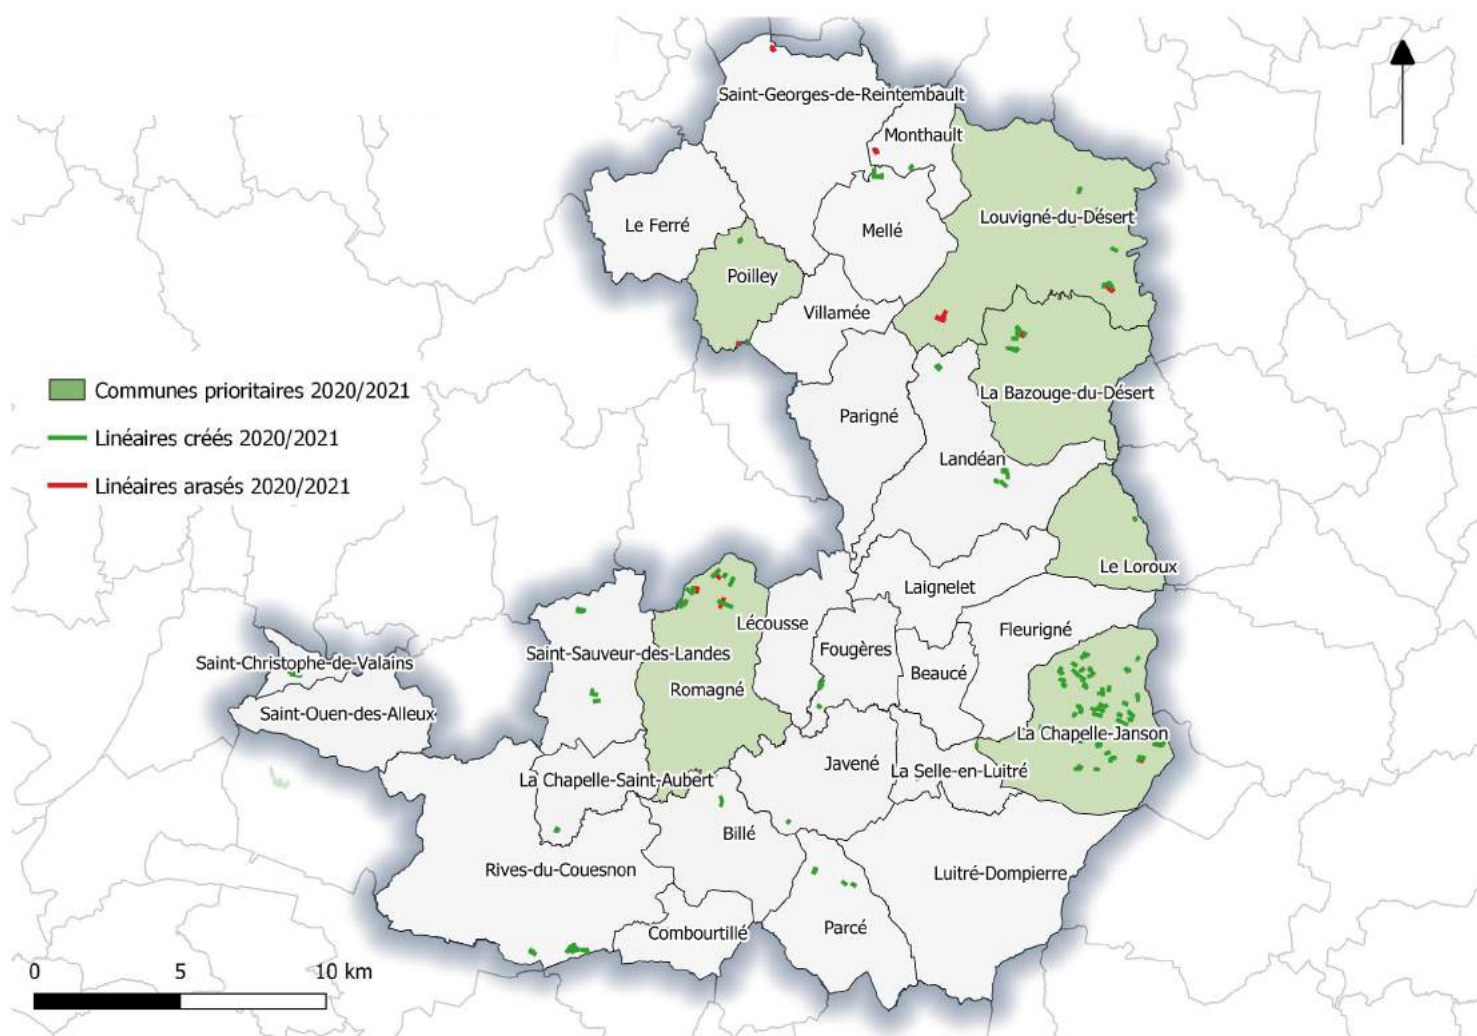 Saint-Georges-de-Reintembault
Monthault
Louvigné-du-Désert
Le Ferré
Mellé
Poilley
Villamée
Communes prioritaires 2020/2021
La Bazouge-du-Désert
Parigné
Linéaires créés 2020/2021
Landéan
Linéaires arasés 2020/2021
Le Loroux
Laignelet
Lécousse
Fleurigné
Fougères
Saint-Sauveur-des-Landes
Saint-Christophe-de-Valains
Beaucé
Romagné
Saint-Ouen-des-Alleux
La Chapelle-Janson
Javené
La Selle-en-Luitré
La Chapelle-Saint-Aubert
Billé
Rives-du-Couesnon
Luitré-Dompierre
Parcé
Combourtillé
0 5 10 km